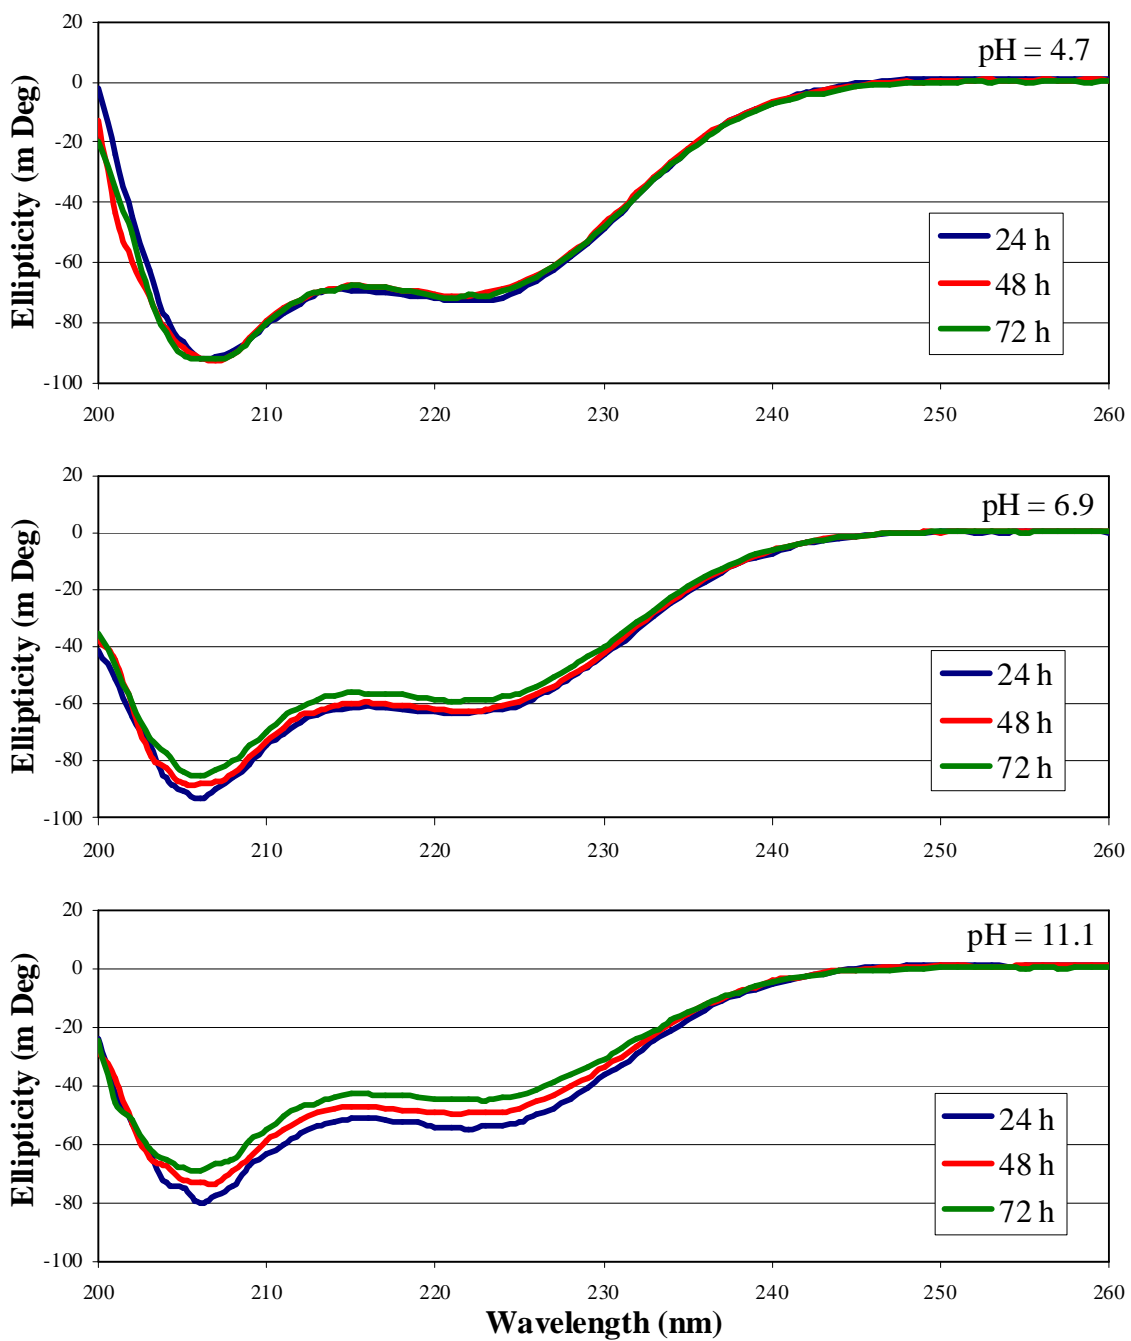 20
0
-20
-40
-60
-80
-100
Ellipticity (m Deg)
pH = 4.7
24 h
48 h
72 h
200 210 220 230 240 250 260
20
0
-20
-40
-60
-80
-100
Ellipticity (m Deg)
pH = 6.9
24 h
48 h
72 h
200 210 220 230 240 250 260
20
0
-20
-40
-60
-80
-100
Ellipticity (m Deg)
pH = 11.1
24 h
48 h
72 h
200 210 220 230 240 250 260
Wavelength (nm)